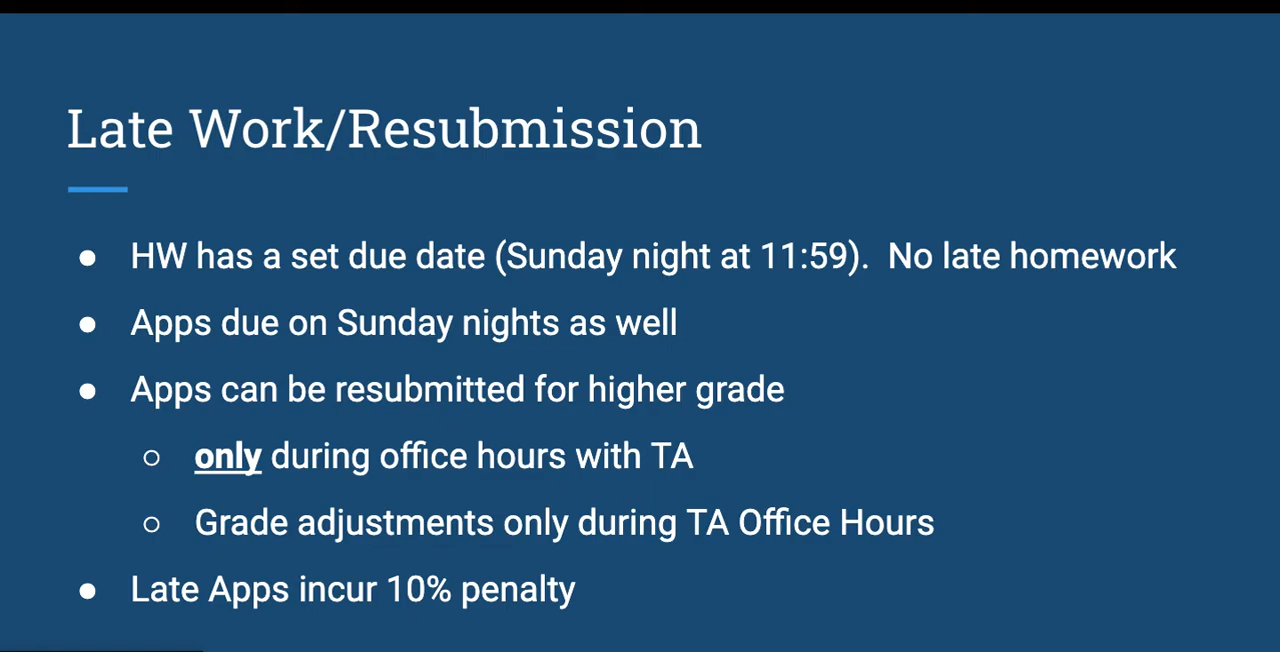 Late Work/Resubmission
● HW has a set due date (Sunday night at 11:59).  No late homework
● Apps due on Sunday nights as well
● Apps can be resubmitted for higher grade
○ only during office hours with TA
○ Grade adjustments only during TA Office Hours
● Late Apps incur 10% penalty